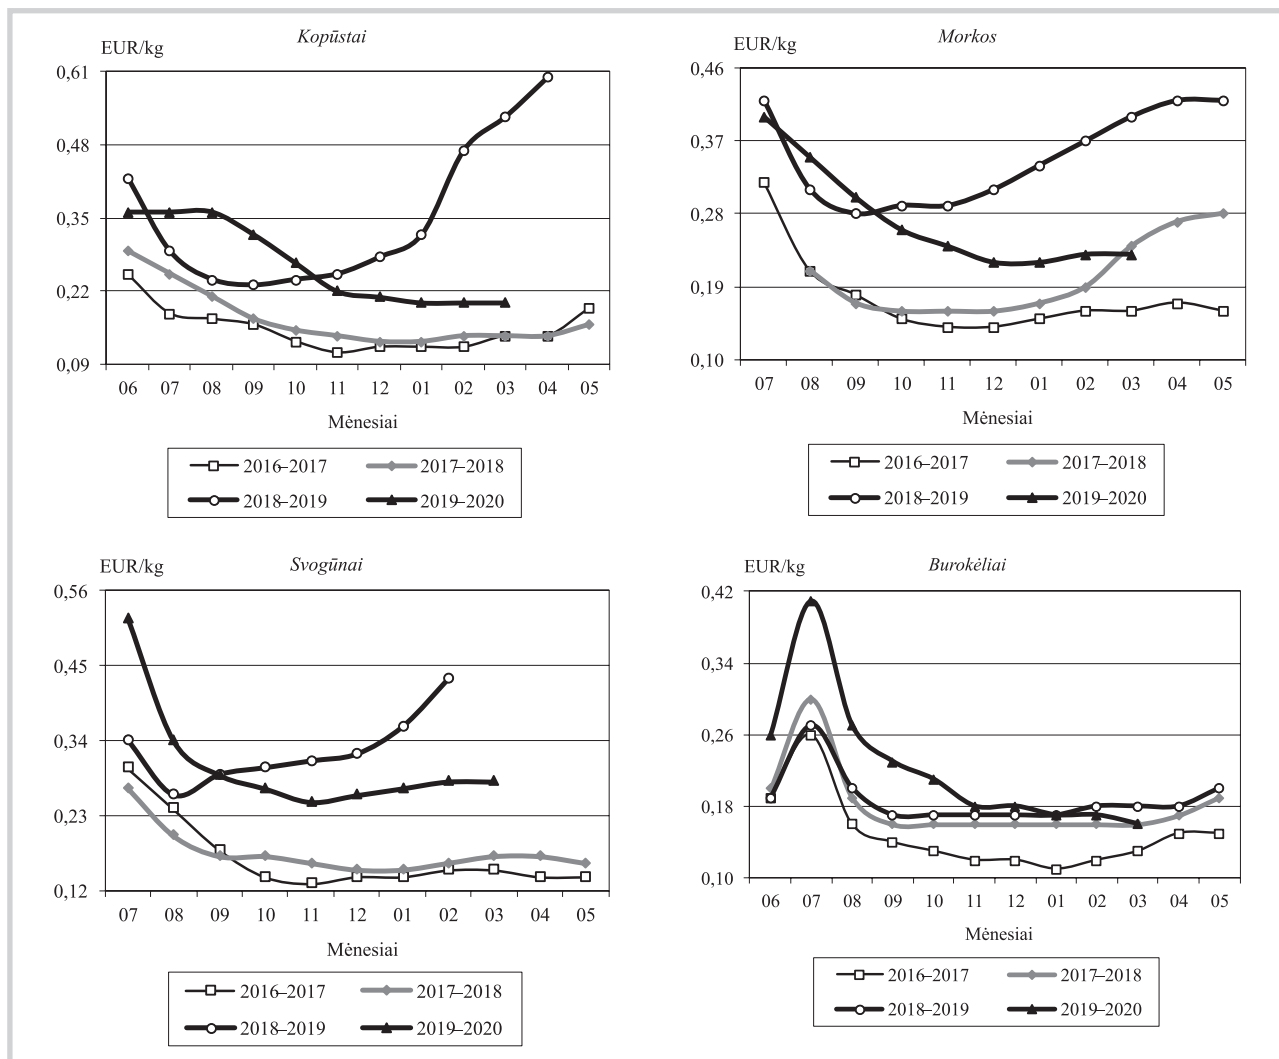 Kopūstai
EUR/kg
0,61
0,48
0,35
0,22
0,09
06 07 08 09 10 11 12 01 02 03 04 05
Mėnesiai
2016–2017 2017–2018
2018–2019 2019–2020
Morkos
EUR/kg
0,46
0,37
0,28
0,19
0,10
07 08 09 10 11 12 01 02 03 04 05
Mėnesiai
2016–2017 2017–2018
2018–2019 2019–2020
Svogūnai
EUR/kg
0,56
0,45
0,34
0,23
0,12
07 08 09 10 11 12 01 02 03 04 05
Mėnesiai
2016–2017 2017–2018
2018–2019 2019–2020
Burokėliai
EUR/kg
0,42
0,34
0,26
0,18
0,10
06 07 08 09 10 11 12 01 02 03 04 05
Mėnesiai
2016–2017 2017–2018
2018–2019 2019–2020